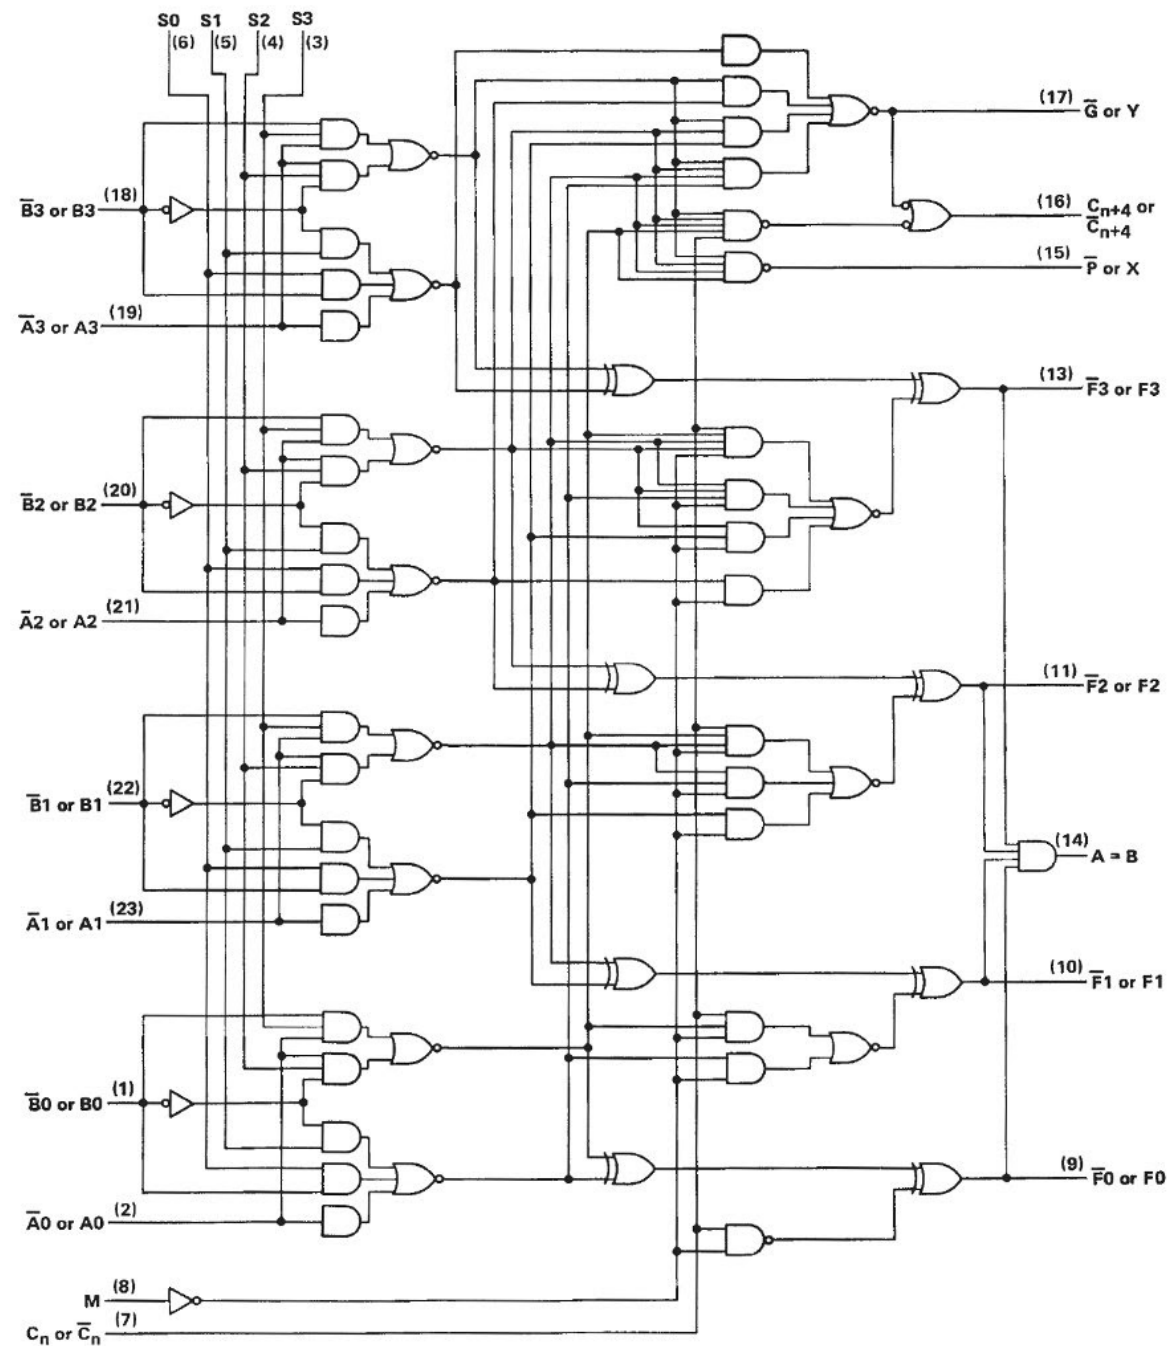 S0 S1 S2 S3
(6) (5) (4) (3)
(17) G̅ or Y
(16) Cn+4 or
C̅n+4
(15) P̅ or X
(18)
B̅3 or B3
(19)
A̅3 or A3
(13) F̅3 or F3
(20)
B̅2 or B2
(21)
A̅2 or A2
(11) F̅2 or F2
(22)
B̅1 or B1
(14) A = B
(23)
A̅1 or A1
(10) F̅1 or F1
(1)
B̅0 or B0
(9) F̅0 or F0
(2)
A̅0 or A0
(8)
M
(7)
Cn or C̅n